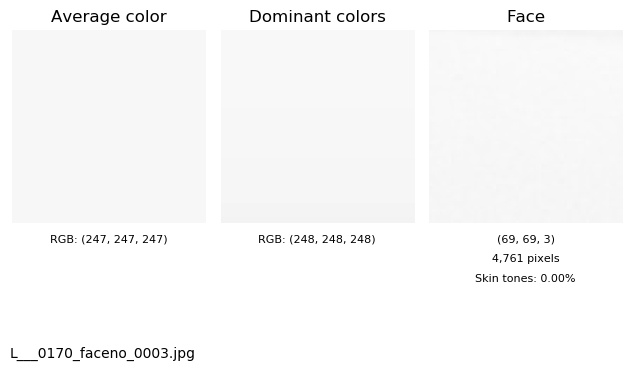 Average color
Dominant colors
Face
RGB: (247, 247, 247)
RGB: (248, 248, 248)
(69, 69, 3)
4,761 pixels
Skin tones: 0.00%
L___0170_faceno_0003.jpg